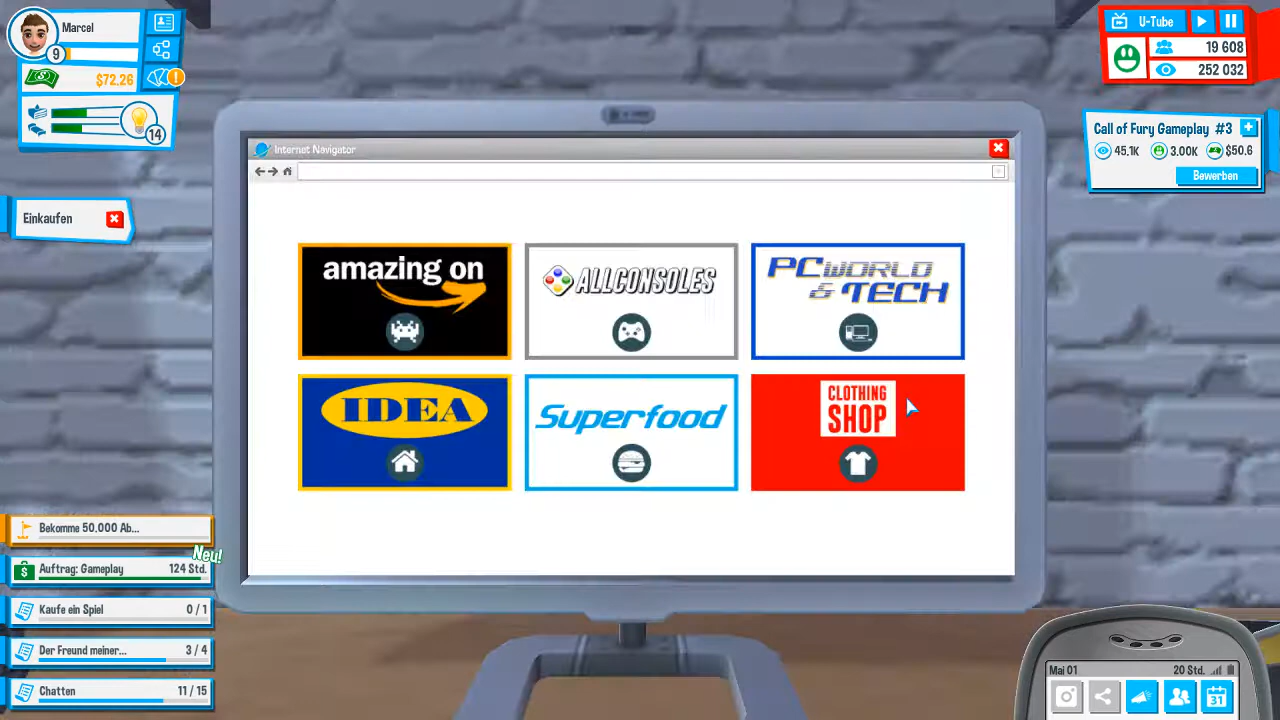 Marcel
9
$72.26
!
14
U-Tube
19 608
252 032
Call of Fury Gameplay #3
45.1K
3.00K
$50.6
Bewerben
Einkaufen
Internet Navigator
amazing on
ALLCONSOLES
PC WORLD
& TECH
IDEA
Superfood
CLOTHING
SHOP
Bekomme 50.000 Ab...
Neu!
Auftrag: Gameplay 124 Std.
Kaufe ein Spiel 0 / 1
Der Freund meiner... 3 / 4
Chatten 11 / 15
Mai 01 20 Std.
31